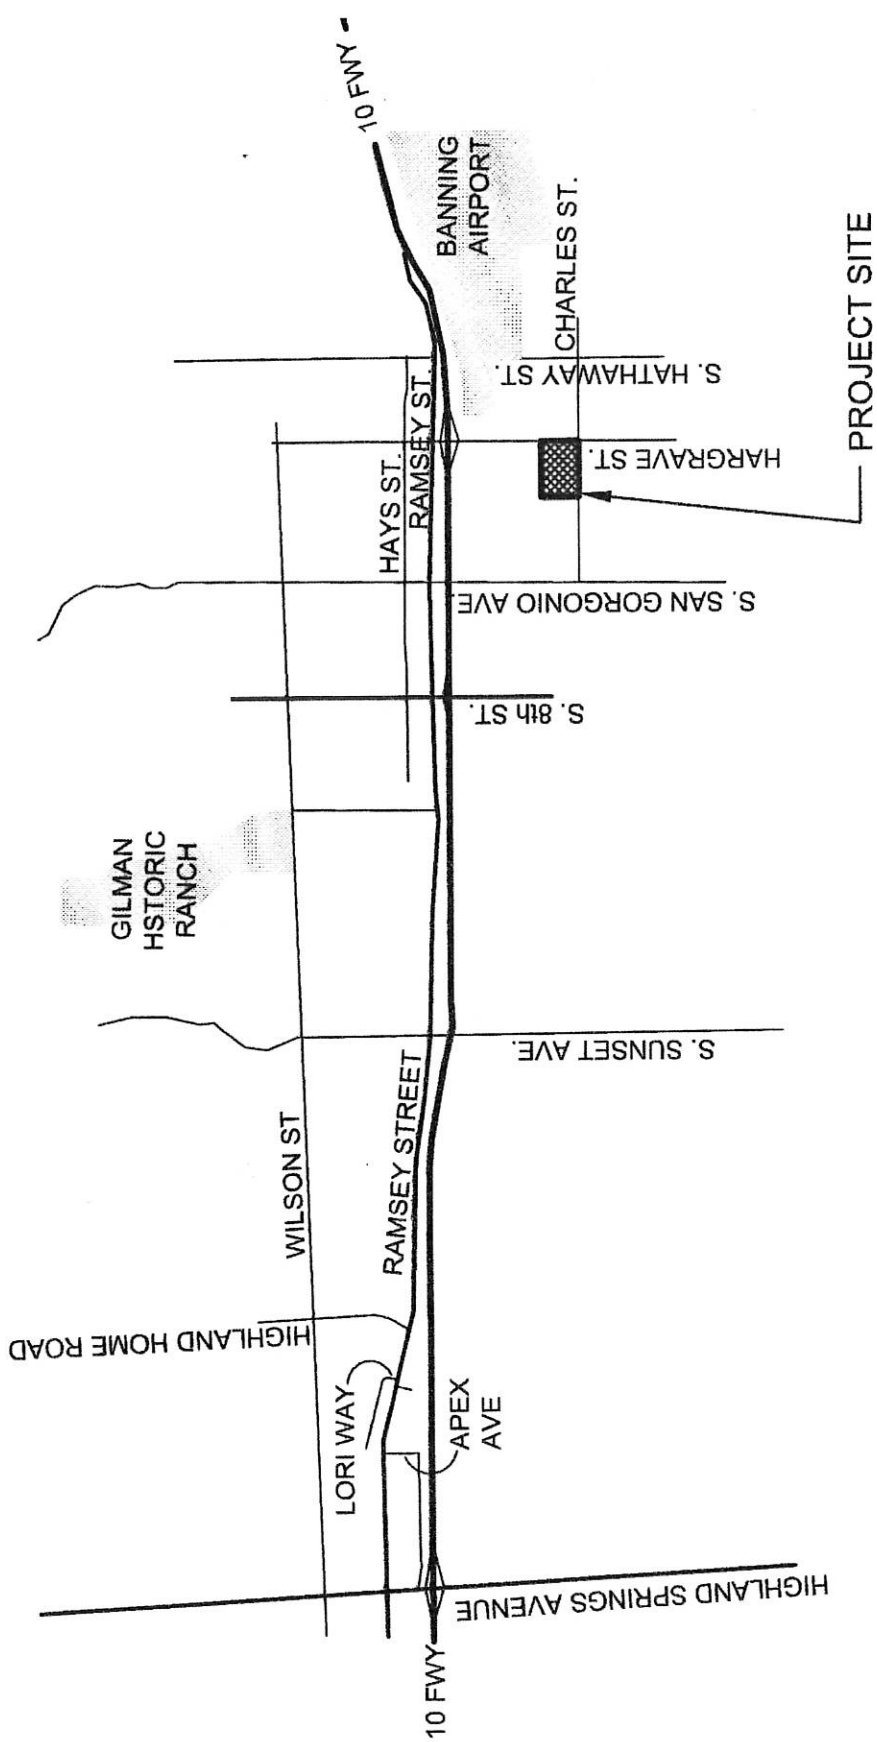 10 FWY
BANNING
AIRPORT
CHARLES ST.
S. HATHAWAY ST.
PROJECT SITE
RAMSEY ST.
HARGRAVE ST.
HAYS ST.
S. SAN GORGONIO AVE.
S. 8th ST.
GILMAN
HSTORIC
RANCH
S. SUNSET AVE.
WILSON ST
RAMSEY STREET
HIGHLAND HOME ROAD
LORI WAY
APEX
AVE
HIGHLAND SPRINGS AVENUE
10 FWY